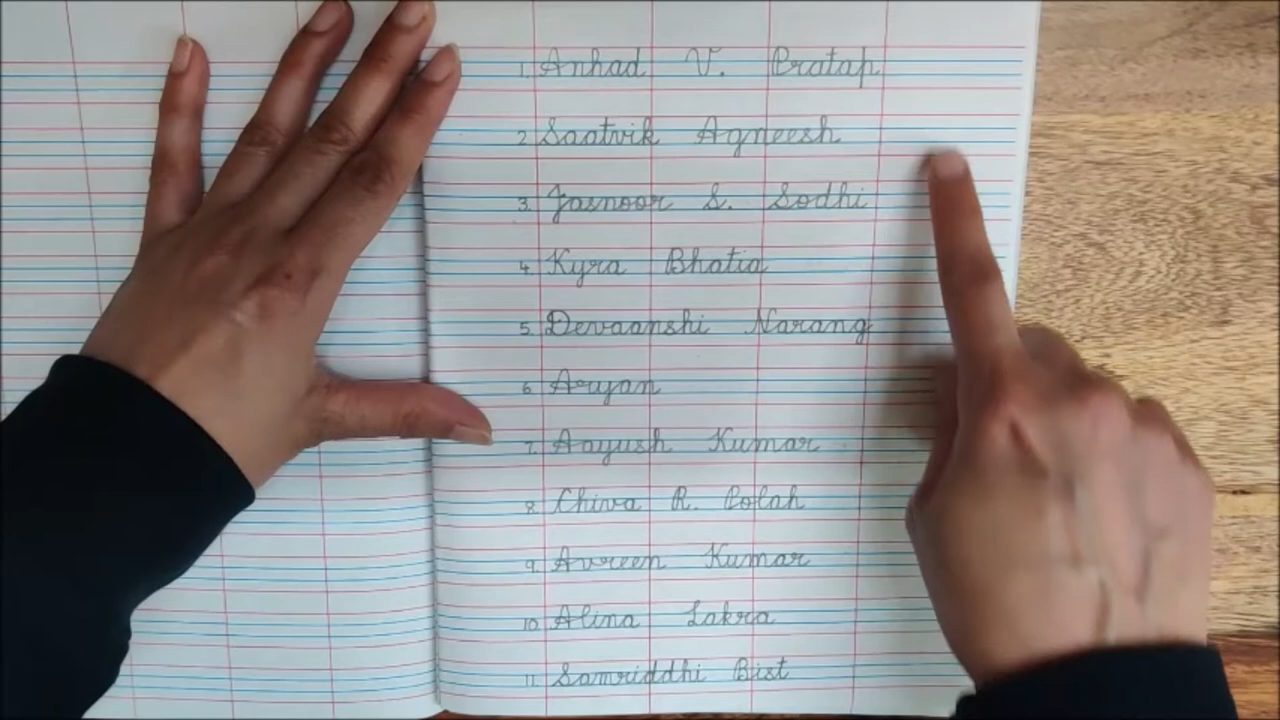 1. Anhad V. Pratap
2. Saatvik Agneesh
3. Jasnoor S. Sodhi
4. Kyra Bhatia
5. Devaanshi Narang
6. Aryan
7. Aayush Kumar
8. Chiva R. Polah
9. Avreen Kumar
10. Alina Lakra
11. Samriddhi Bist